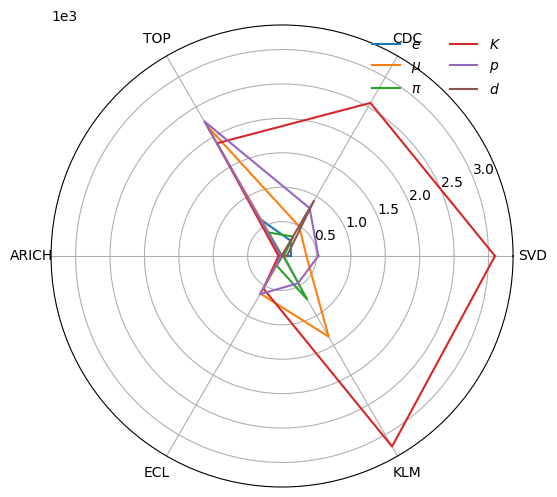 1e3
TOP
CDC
e K
μ p
π d
3.0
2.5
2.0
1.5
1.0
0.5
ARICH
SVD
ECL
KLM